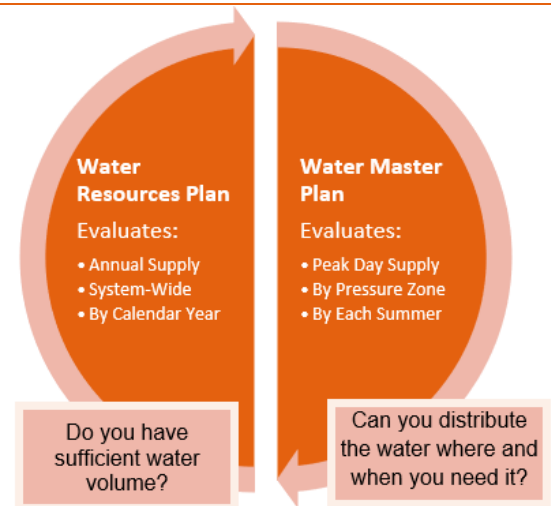 Water
Resources Plan
Evaluates:
• Annual Supply
• System-Wide
• By Calendar Year
Do you have
sufficient water
volume?
Water Master
Plan
Evaluates:
• Peak Day Supply
• By Pressure Zone
• By Each Summer
Can you distribute
the water where and
when you need it?